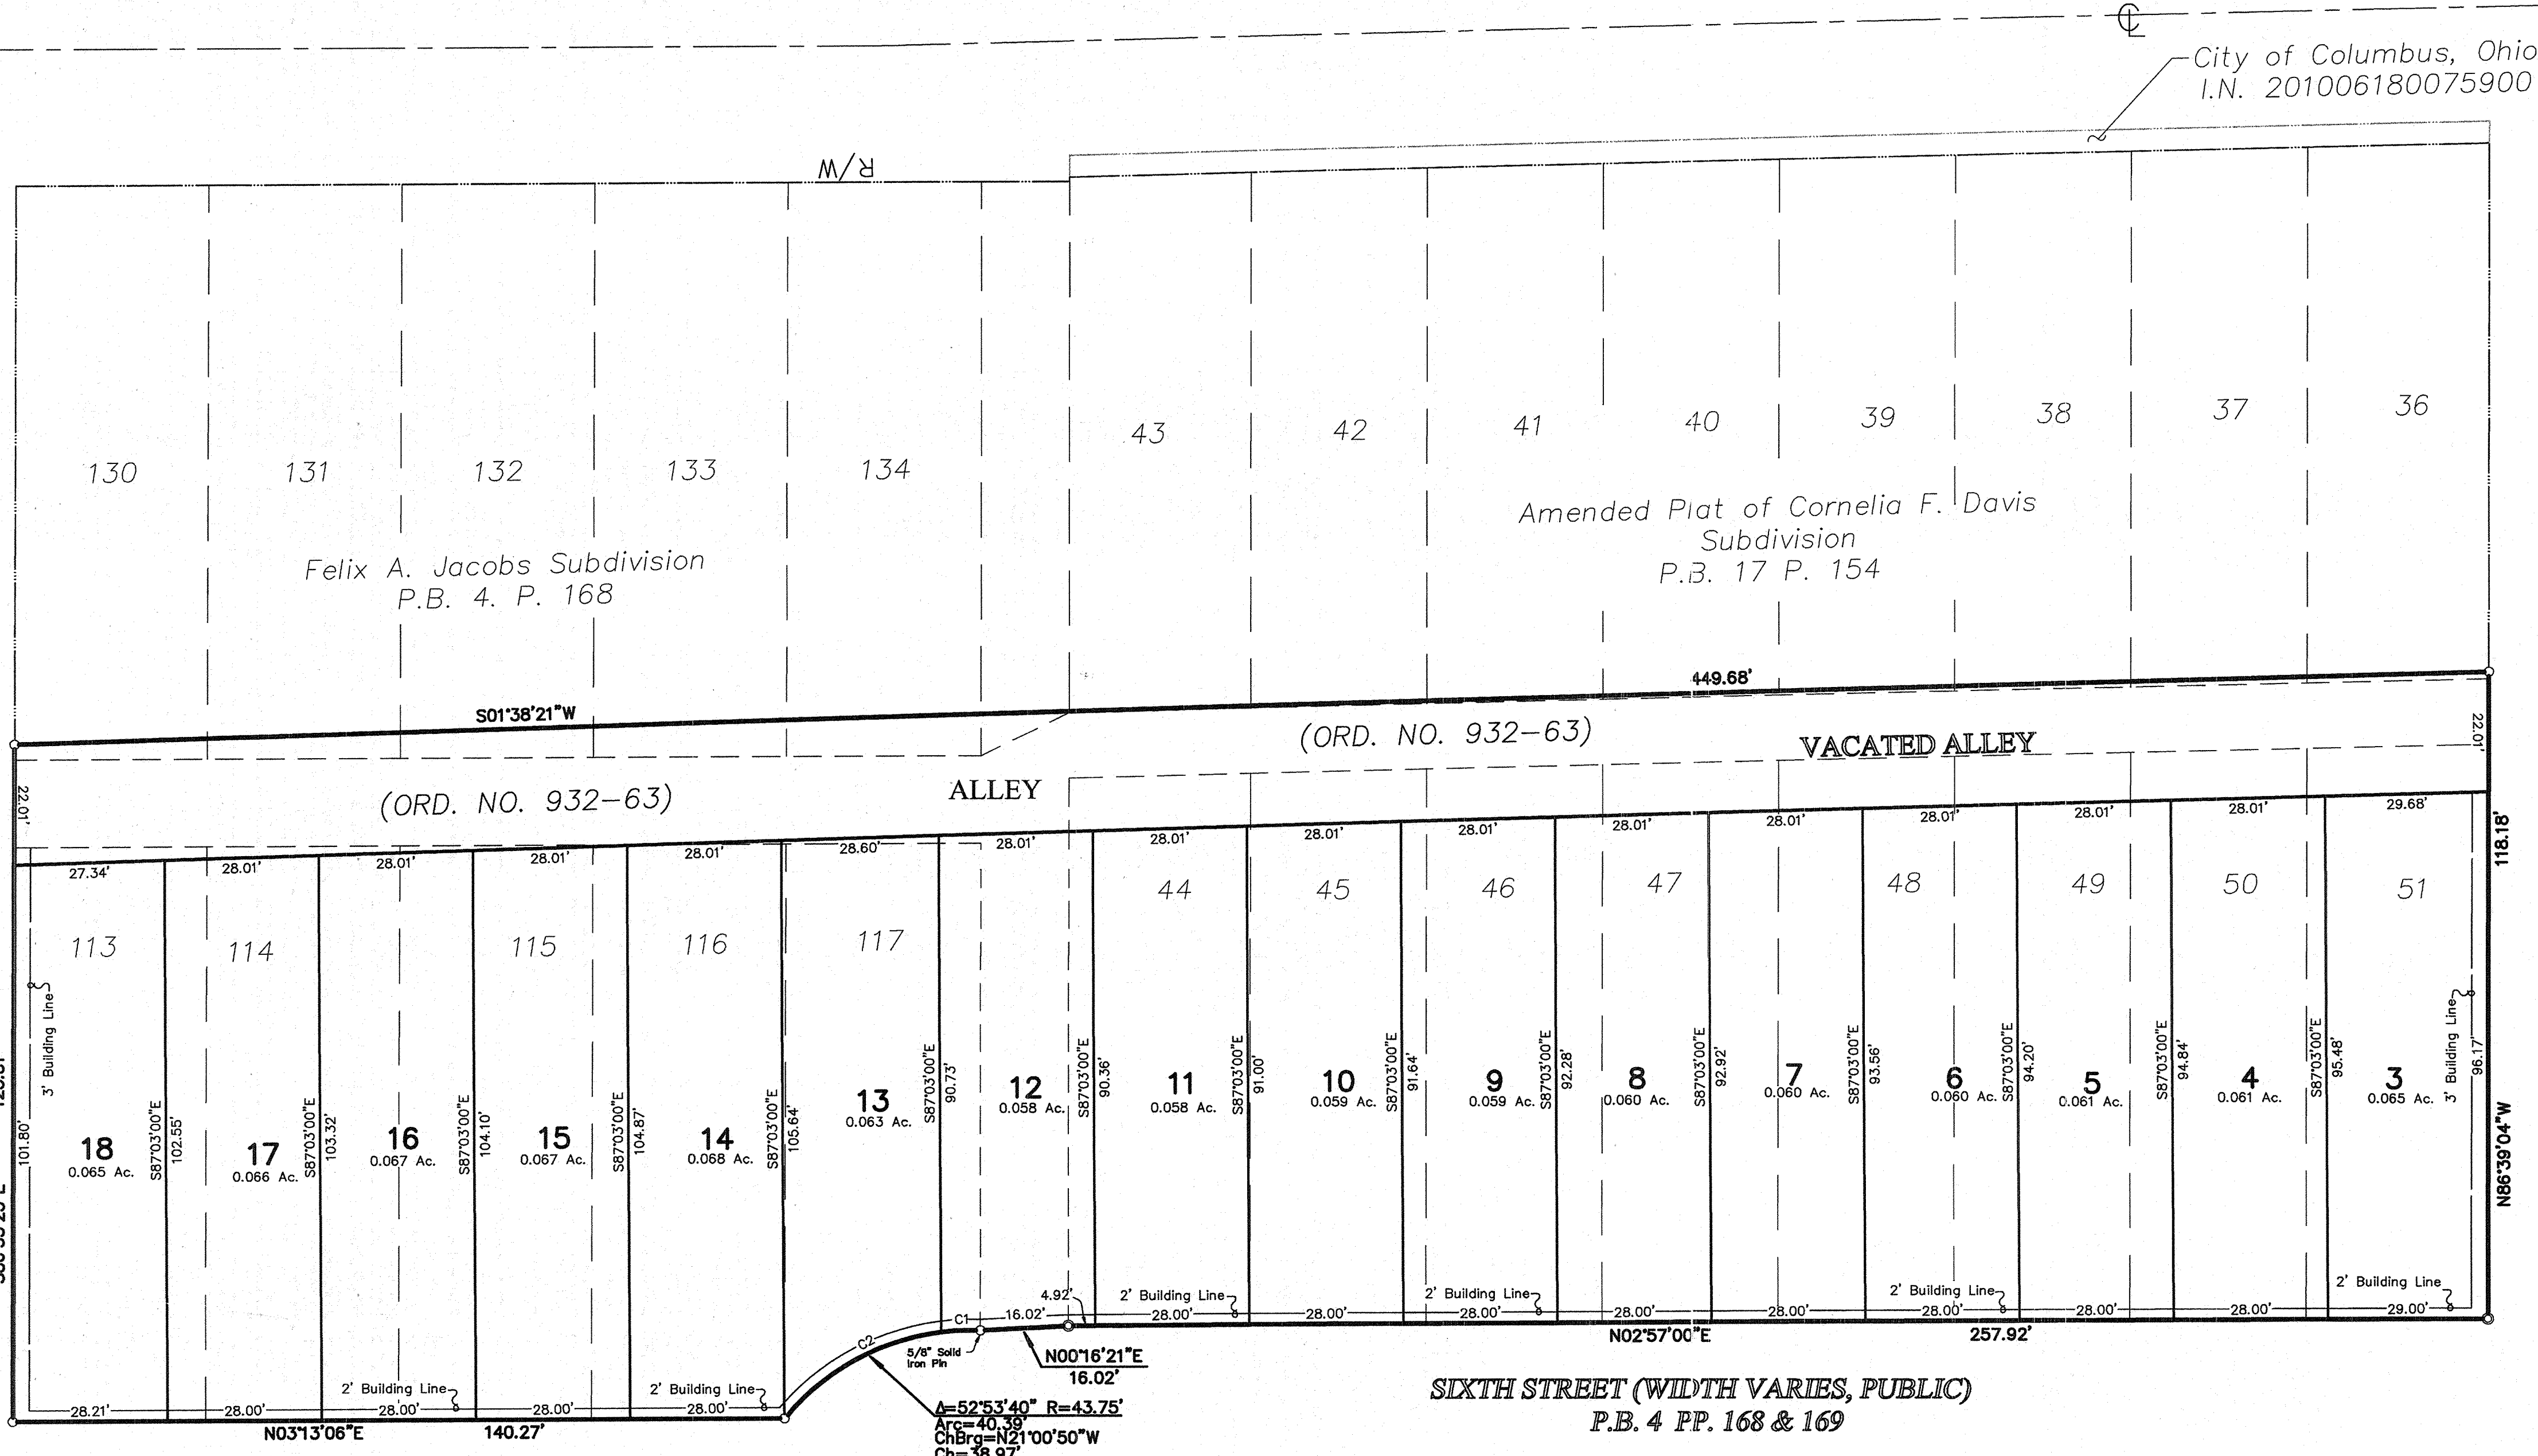 ℄
City of Columbus, Ohio
I.N. 201006180075900
R/W
130
131
132
133
134
43
42
41
40
39
38
37
36
Felix A. Jacobs Subdivision
P.B. 4. P. 168
Amended Plat of Cornelia F. Davis
Subdivision
P.B. 17 P. 154
S01°38'21"W
449.68'
(ORD. NO. 932-63)
VACATED ALLEY
22.01'
22.01'
(ORD. NO. 932-63)
ALLEY
27.34'
28.01'
28.01'
28.01'
28.01'
28.60'
28.01'
28.01'
28.01'
28.01'
28.01'
28.01'
28.01'
28.01'
28.01'
29.68'
118.18'
113
114
115
116
117
44
45
46
47
48
49
50
51
3' Building Line
3' Building Line
101.80'
18
0.065 Ac.
S87°03'00"E
102.55'
17
0.066 Ac.
S87°03'00"E
103.32'
16
0.067 Ac.
S87°03'00"E
104.10'
15
0.067 Ac.
S87°03'00"E
104.87'
14
0.068 Ac.
S87°03'00"E
105.64'
13
0.063 Ac.
S87°03'00"E
90.73'
12
0.058 Ac.
S87°03'00"E
90.36'
11
0.058 Ac.
S87°03'00"E
91.00'
10
0.059 Ac.
S87°03'00"E
91.64'
9
0.059 Ac.
S87°03'00"E
92.28'
8
0.060 Ac.
S87°03'00"E
92.92'
7
0.060 Ac.
S87°03'00"E
93.56'
6
0.060 Ac.
S87°03'00"E
94.20'
5
0.061 Ac.
S87°03'00"E
94.84'
4
0.061 Ac.
S87°03'00"E
95.48'
3
0.065 Ac.
96.17'
N86°39'04"W
2' Building Line
2' Building Line
2' Building Line
2' Building Line
2' Building Line
2' Building Line
28.21'
28.00'
28.00'
28.00'
28.00'
C2
C1
16.02'
4.92'
28.00'
28.00'
28.00'
28.00'
28.00'
28.00'
28.00'
28.00'
29.00'
N03°13'06"E
140.27'
5/8" Solid
Iron Pin
N00°16'21"E
16.02'
N02°57'00"E
257.92'
Δ=52°53'40" R=43.75'
Arc=40.39'
ChBrg=N21°00'50"W
Ch=38.97'
SIXTH STREET (WIDTH VARIES, PUBLIC)
P.B. 4 PP. 168 & 169